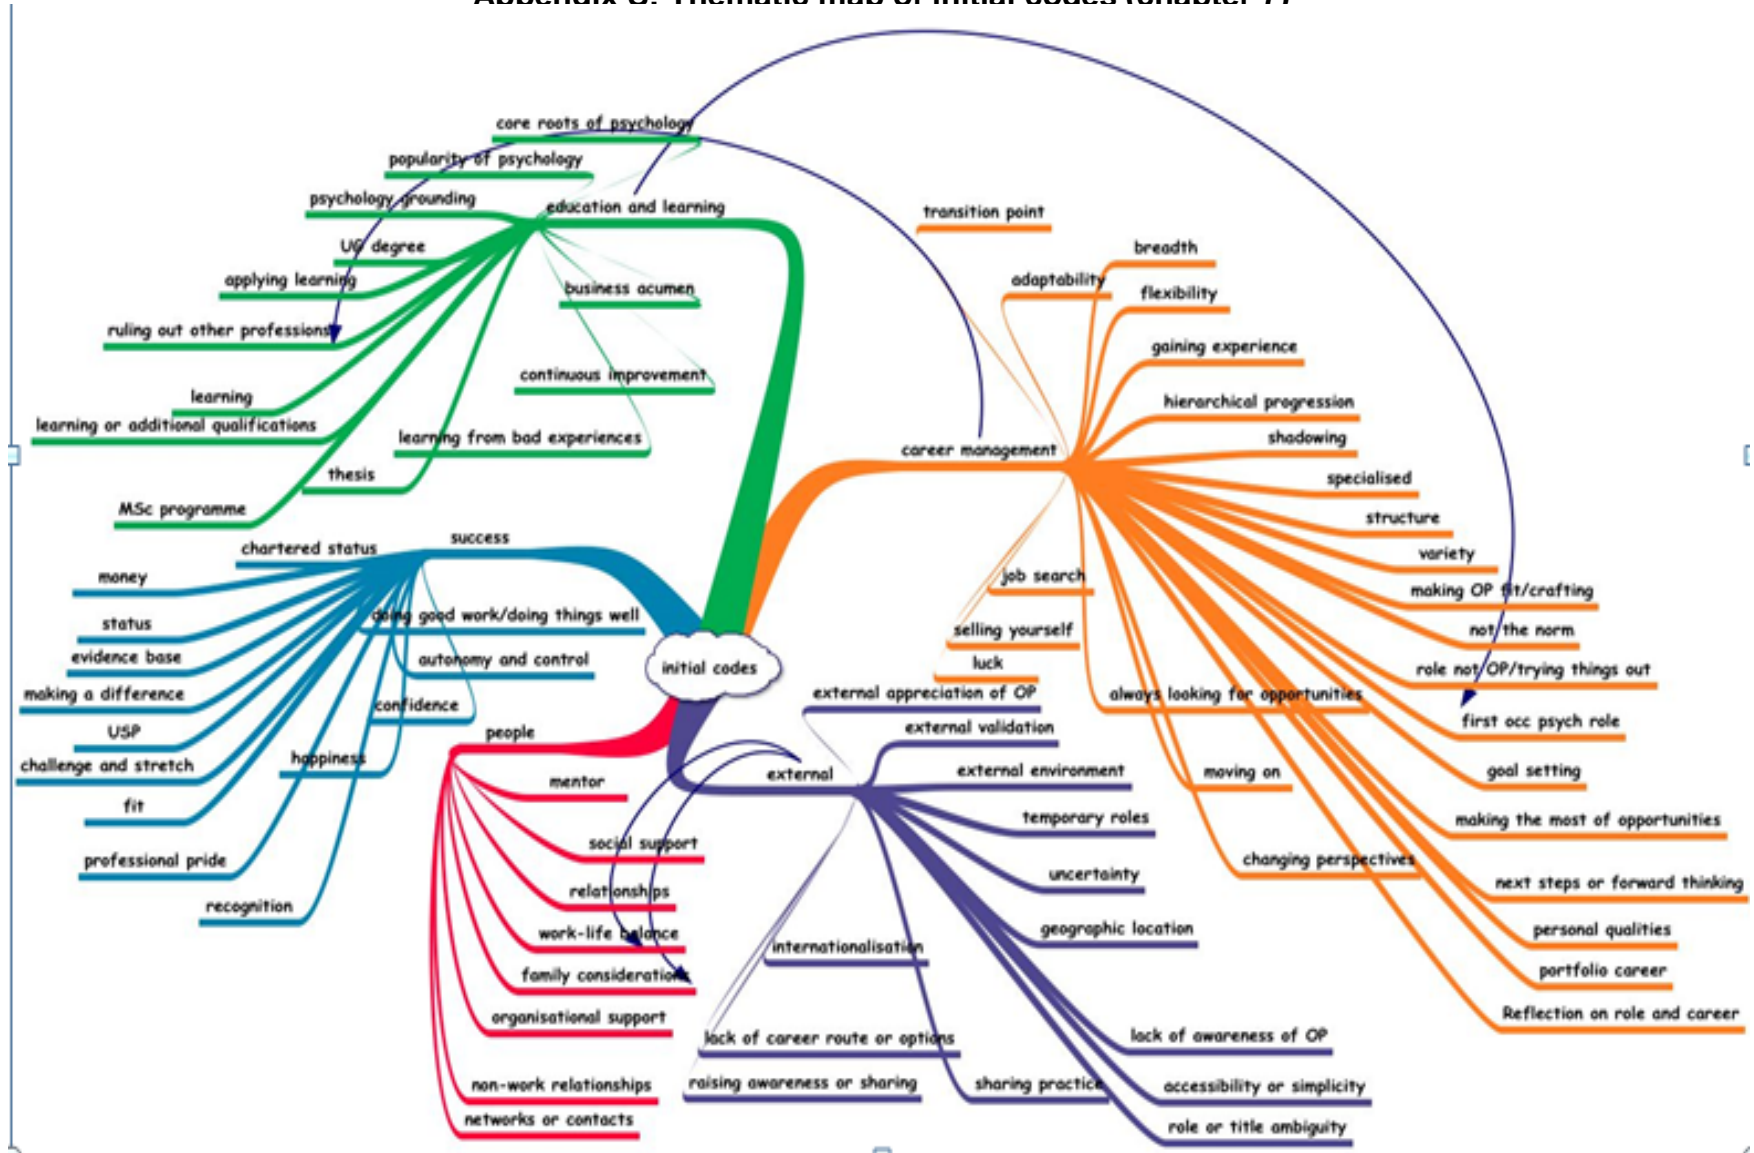 Appendix C: Thematic map of initial codes (chapter 7)
core roots of psychology
popularity of psychology
psychology grounding
education and learning
UG degree
applying learning
business acumen
ruling out other professions
continuous improvement
learning
learning or additional qualifications
learning from bad experiences
thesis
MSc programme
transition point
breadth
adaptability
flexibility
gaining experience
hierarchical progression
shadowing
career management
specialised
structure
variety
making OP fit/crafting
not the norm
role not OP/trying things out
first occ psych role
goal setting
making the most of opportunities
next steps or forward thinking
personal qualities
portfolio career
Reflection on role and career
job search
selling yourself
luck
always looking for opportunities
moving on
changing perspectives
success
chartered status
money
doing good work/doing things well
status
evidence base
autonomy and control
making a difference
confidence
USP
happiness
challenge and stretch
fit
professional pride
recognition
initial codes
people
mentor
social support
relationships
work-life balance
family considerations
organisational support
non-work relationships
networks or contacts
external appreciation of OP
external validation
external
external environment
temporary roles
uncertainty
geographic location
internationalisation
lack of career route or options
raising awareness or sharing
sharing practice
lack of awareness of OP
accessibility or simplicity
role or title ambiguity